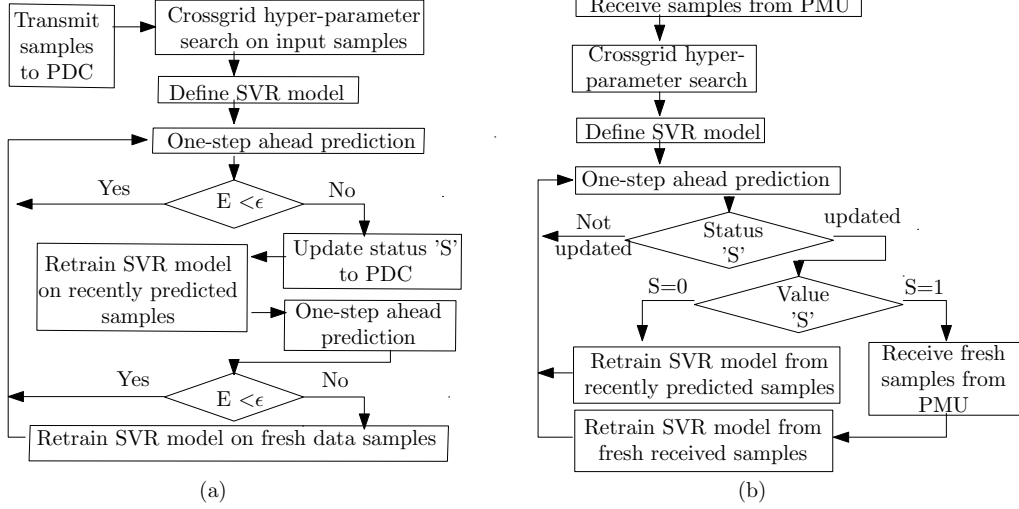 Transmit
samples
to PDC
Crossgrid hyper-parameter
search on input samples
Define SVR model
One-step ahead prediction
Yes
E <ϵ
No
Update status 'S'
to PDC
Retrain SVR model
on recently predicted
samples
One-step ahead
prediction
Yes
E <ϵ
No
Retrain SVR model on fresh data samples
(a)
Receive samples from PMU
Crossgrid hyper-
parameter search
Define SVR model
One-step ahead prediction
Not
updated
Status
'S'
updated
S=0
Value
'S'
S=1
Retrain SVR model from
recently predicted samples
Receive fresh
samples from
PMU
Retrain SVR model from
fresh received samples
(b)